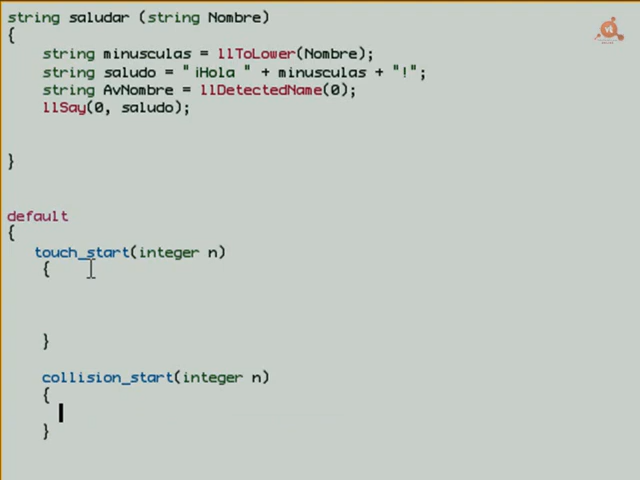 string saludar (string Nombre)
{
string minusculas = llToLower(Nombre);
string saludo = " ¡Hola " + minusculas + "!";
string AvNombre = llDetectedName(0);
llSay(0, saludo);
}
default
{
touch_start(integer n)
{
}
collision_start(integer n)
{
}